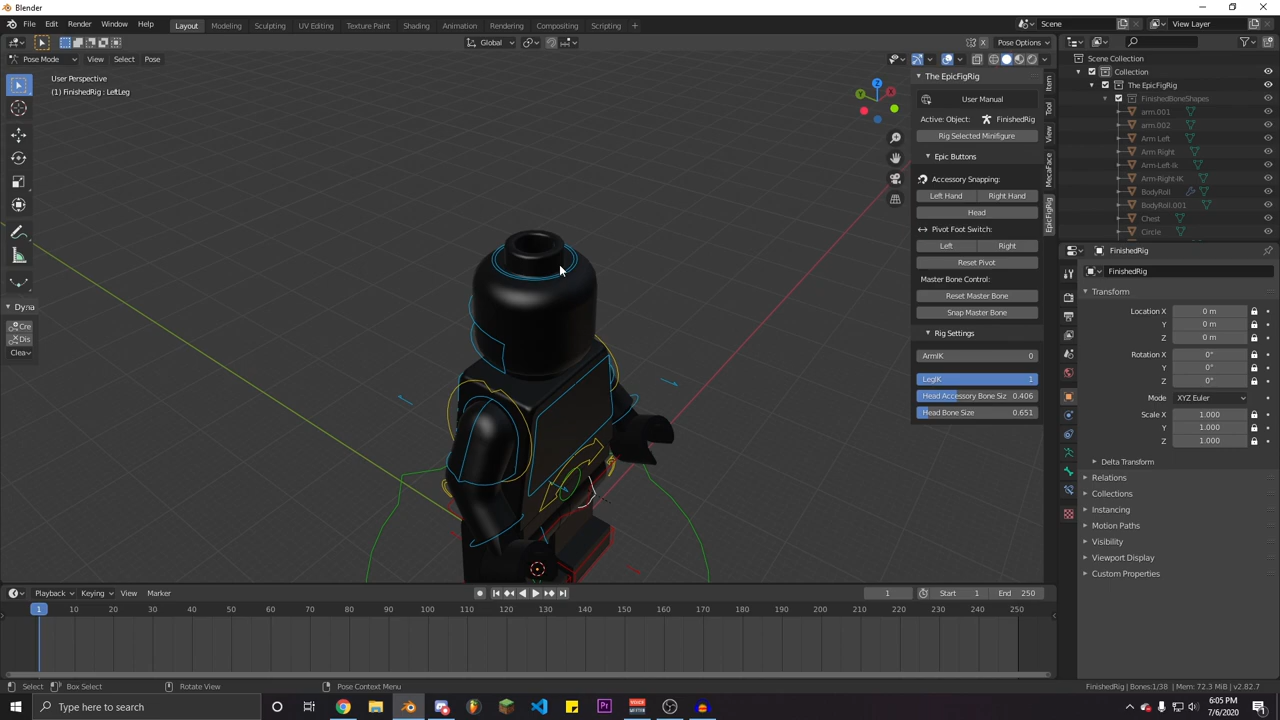 Blender
File Edit Render Window Help
Layout Modeling Sculpting UV Editing Texture Paint Shading Animation Rendering Compositing Scripting +
Scene
View Layer
Global
Pose Options
Pose Mode View Select Pose
User Perspective
(1) FinishedRig : LeftLeg
Z
Y
X
Dyna
Cre
Dis
Clea
The EpicFigRig
User Manual
Active: Object: FinishedRig
Rig Selected Minifigure
Epic Buttons
Accessory Snapping:
Left Hand Right Hand
Head
Pivot Foot Switch:
Left Right
Reset Pivot
Master Bone Control:
Reset Master Bone
Snap Master Bone
Rig Settings
ArmIK 0
LegIK 1
Head Accessory Bone Siz 0.406
Head Bone Size 0.651
Item
Tool
View
MecaFace
EpicFigRig
Scene Collection
Collection
The EpicFigRig
FinishedBoneShapes
arm.001
arm.002
Arm Left
Arm Right
Arm-Left-Ik
Arm-Right-IK
BodyRoll
BodyRoll.001
Chest
Circle
FinishedRig
FinishedRig
Transform
Location X 0 m
Y 0 m
Z 0 m
Rotation X 0°
Y 0°
Z 0°
Mode XYZ Euler
Scale X 1.000
Y 1.000
Z 1.000
Delta Transform
Relations
Collections
Instancing
Motion Paths
Visibility
Viewport Display
Custom Properties
Playback Keying View Marker
1 Start 1 End 250
1 10 20 30 40 50 60 70 80 90 100 110 120 130 140 150 160 170 180 190 200 210 220 230 240 250
Select Box Select Rotate View Pose Context Menu
FinishedRig | Bones:1/38 | Mem: 72.3 MiB | v2.82.7
Type here to search
Pr
6:05 PM
7/6/2020